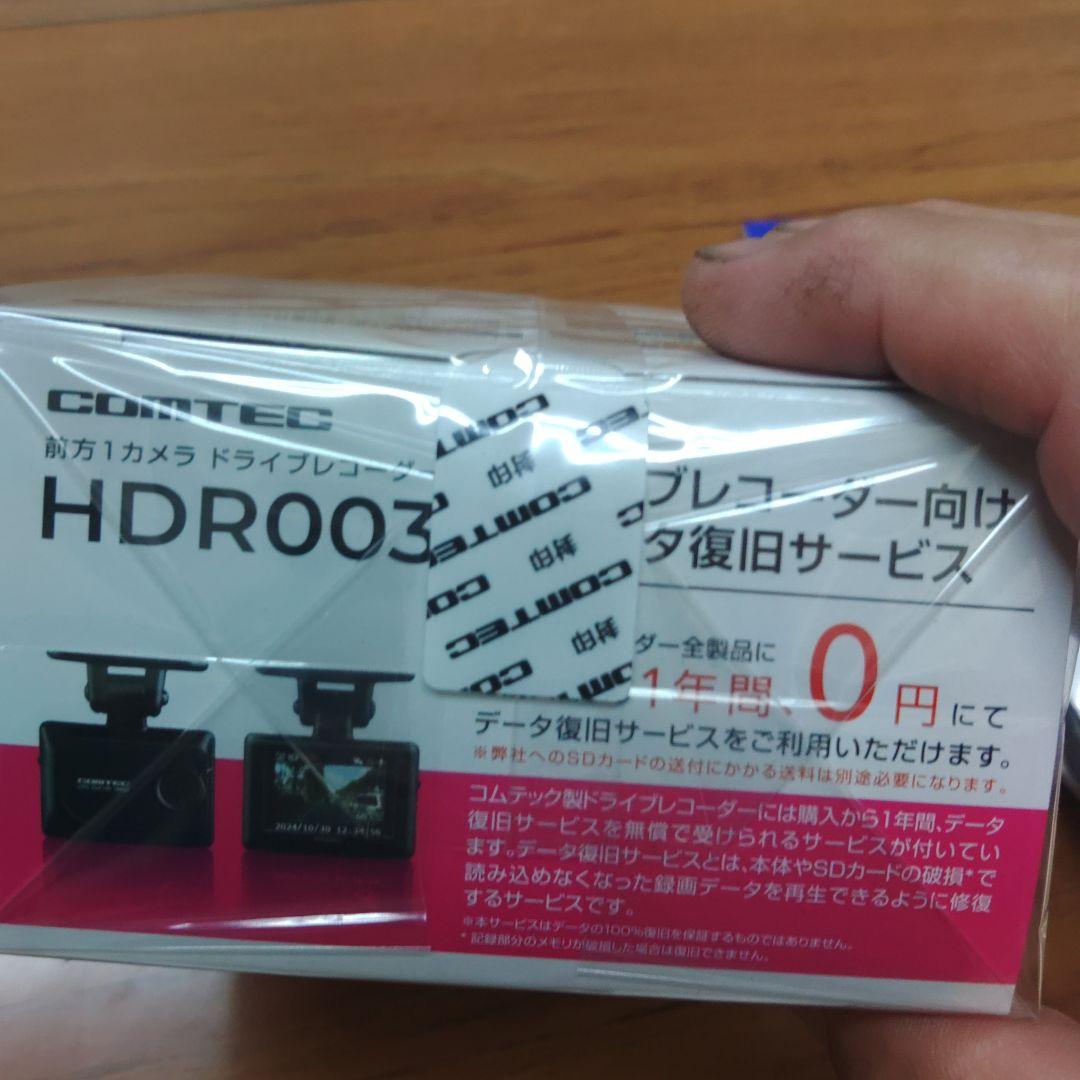 COMTEC
前方1カメラ ドライブレコーダー
HDR003
COMTEC
封印
COMTEC
封印
COMTEC
封印
COMTEC
ブレコーダー向け
タ復旧サービス
ダー全製品に
1年間、0円にて
データ復旧サービスをご利用いただけます。
※弊社へのSDカードの送付にかかる送料は別途必要になります。
COMTEC
2024/10/30 12:34:56
コムテック製ドライブレコーダーには購入から1年間、データ
復旧サービスを無償で受けられるサービスが付いてい
ます。データ復旧サービスとは、本体やSDカードの破損*で
読み込めなくなった録画データを再生できるように修復
するサービスです。
※本サービスはデータの100%復旧を保証するものではありません。
* 記録部分のメモリが破損した場合は復旧できません。